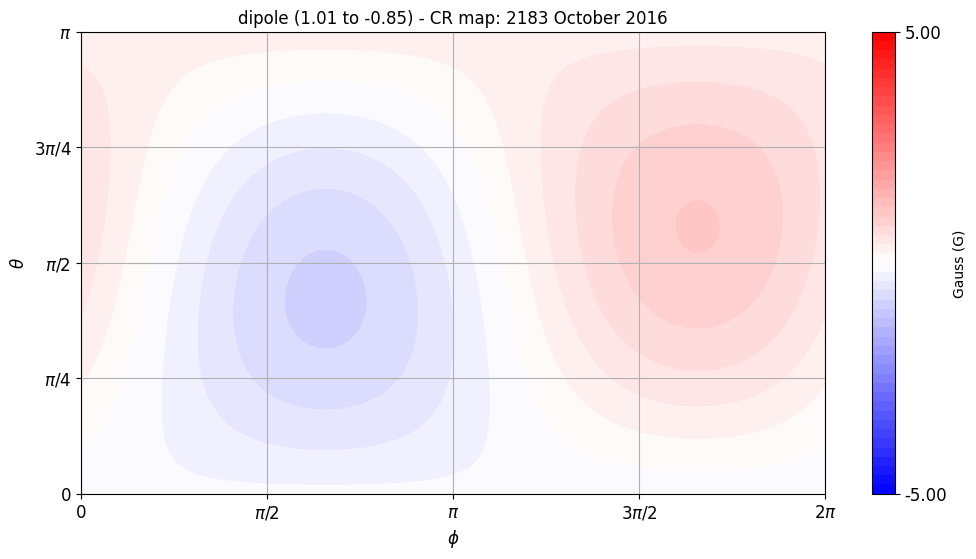 dipole (1.01 to -0.85) - CR map: 2183 October 2016
π
3π/4
π/2
π/4
0
θ
0
π/2
π
3π/2
2π
ϕ
5.00
-5.00
Gauss (G)